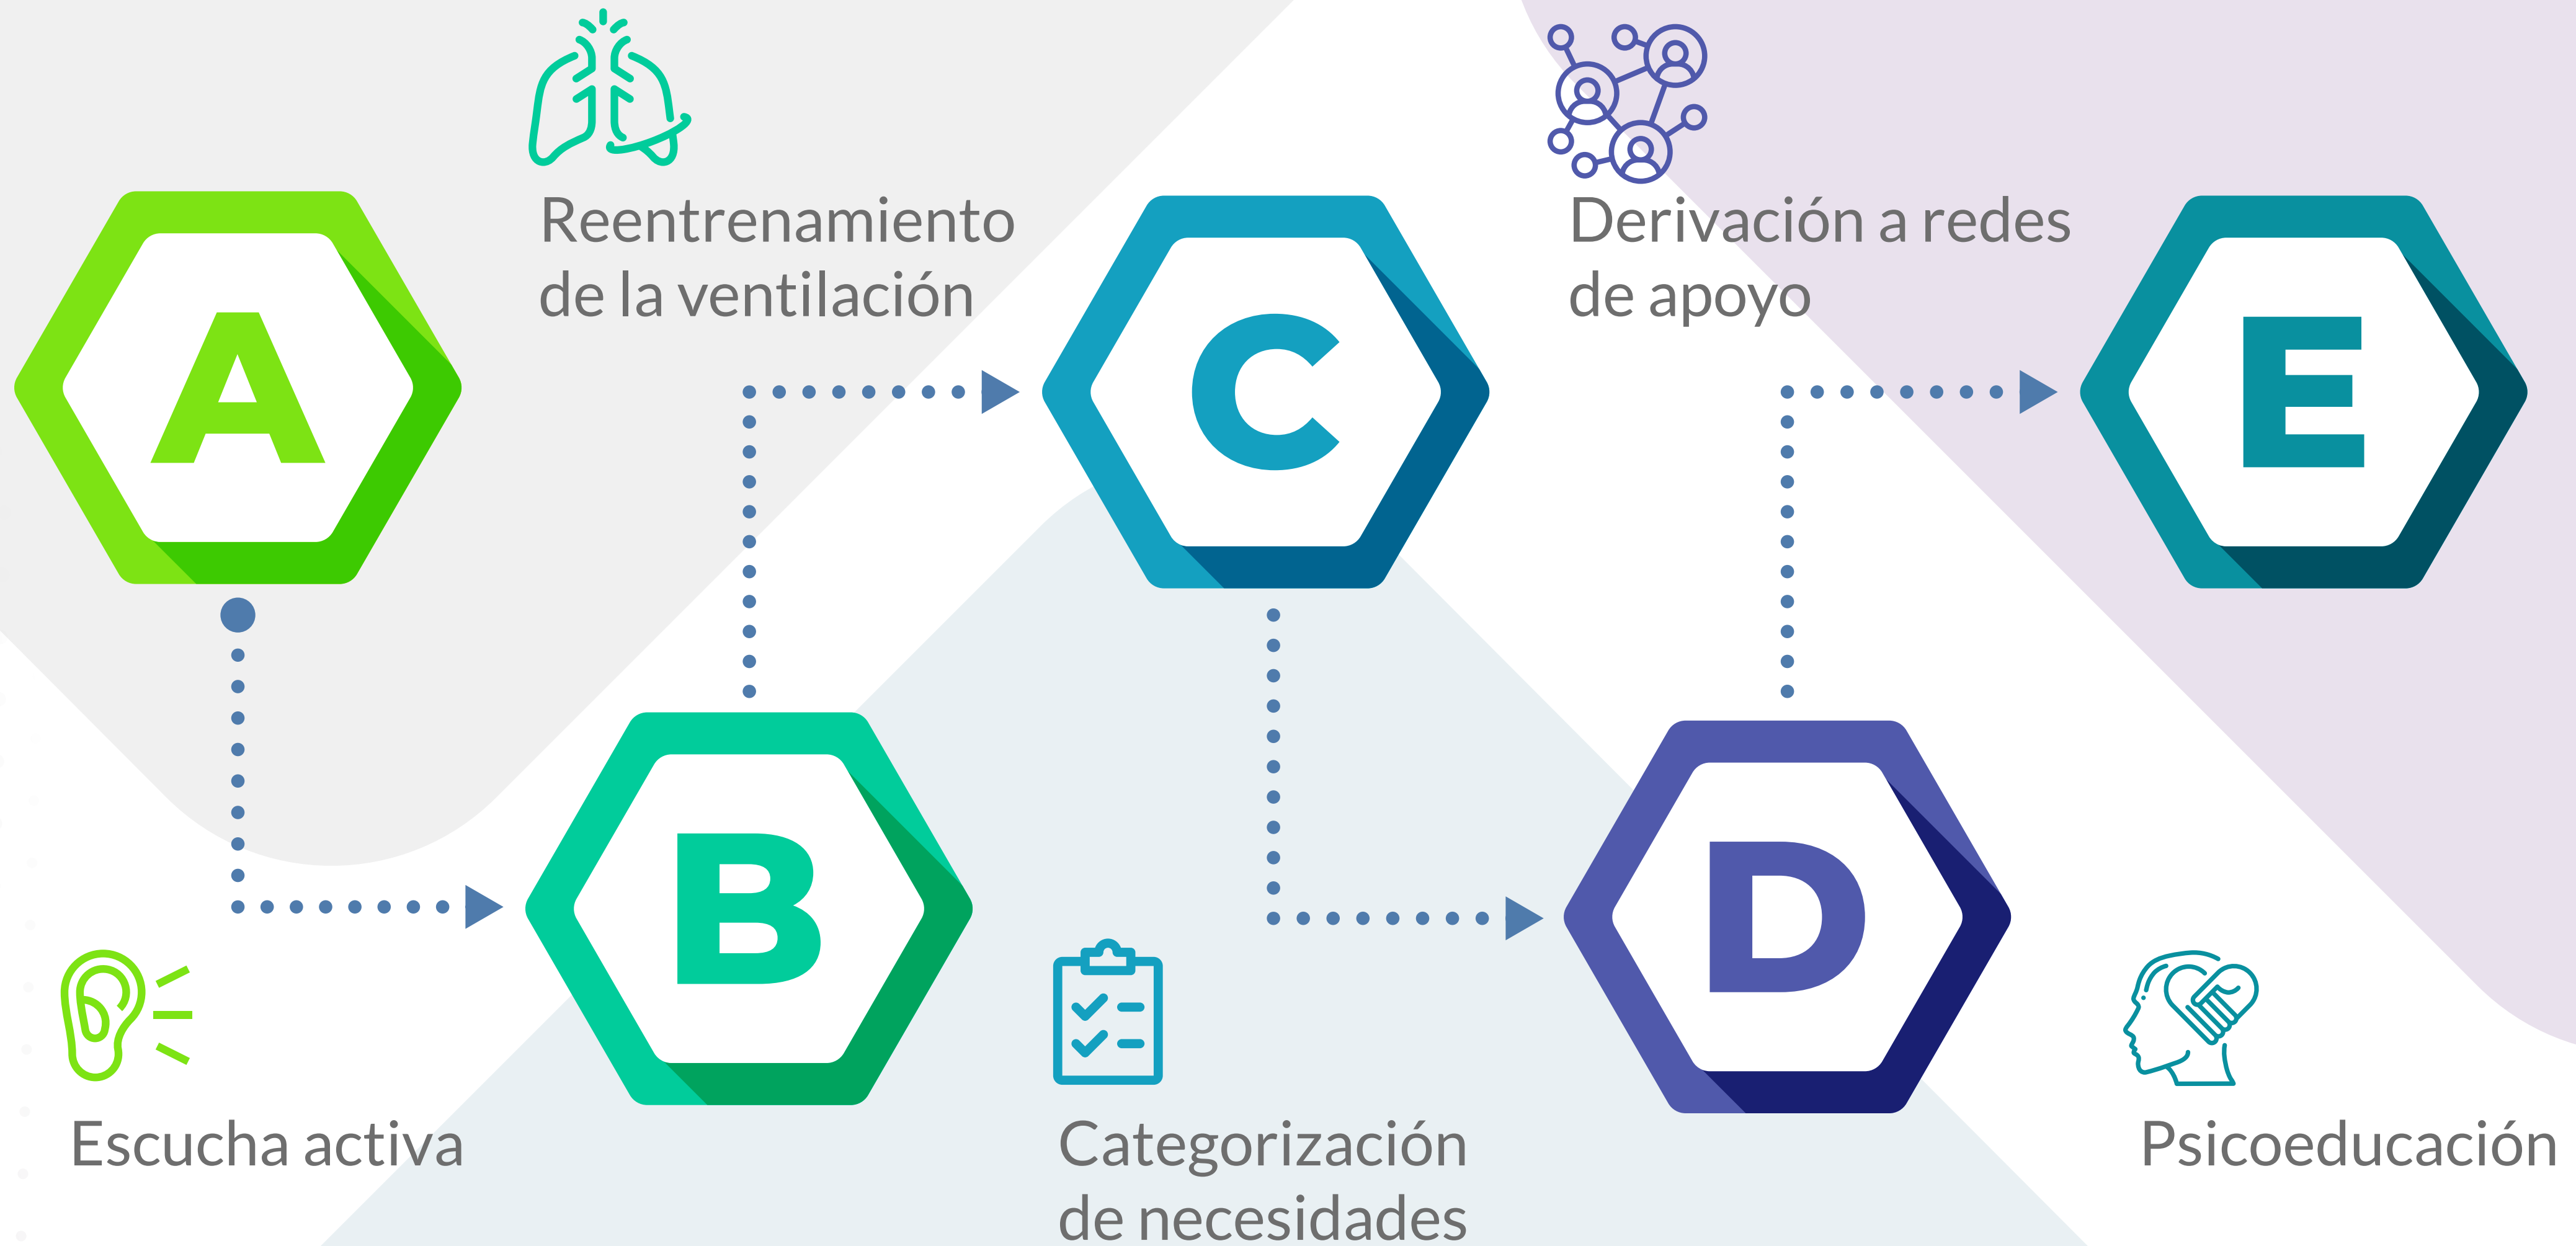 A
Escucha activa
Reentrenamiento
de la ventilación
B
C
Categorización
de necesidades
Derivación a redes
de apoyo
D
E
Psicoeducación